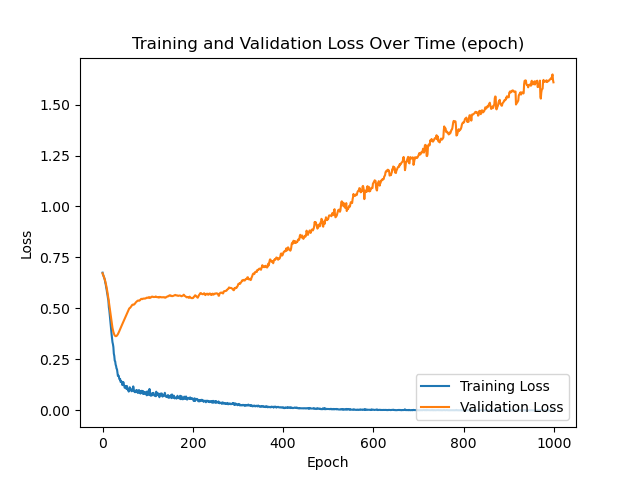 Training and Validation Loss Over Time (epoch)
1.50
1.25
1.00
0.75
0.50
0.25
0.00
Loss
Training Loss
Validation Loss
0 200 400 600 800 1000
Epoch